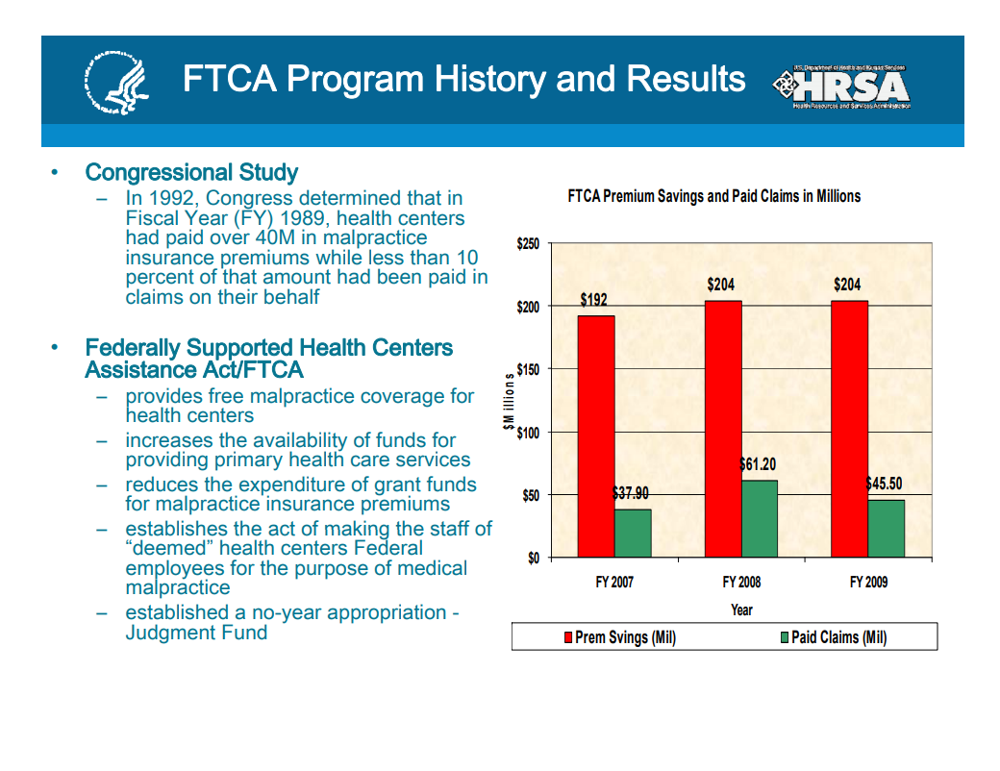 FTCA Program History and Results
U.S. Department of Health and Human Services
HRSA
Health Resources and Services Administration
• Congressional Study
– In 1992, Congress determined that in
Fiscal Year (FY) 1989, health centers
had paid over 40M in malpractice
insurance premiums while less than 10
percent of that amount had been paid in
claims on their behalf
• Federally Supported Health Centers
Assistance Act/FTCA
– provides free malpractice coverage for
health centers
– increases the availability of funds for
providing primary health care services
– reduces the expenditure of grant funds
for malpractice insurance premiums
– establishes the act of making the staff of
“deemed” health centers Federal
employees for the purpose of medical
malpractice
– established a no-year appropriation -
Judgment Fund
FTCA Premium Savings and Paid Claims in Millions
$Millions
$250
$200
$150
$100
$50
$0
$192
$37.90
$204
$61.20
$204
$45.50
FY 2007
FY 2008
FY 2009
Year
Prem Svings (Mil)
Paid Claims (Mil)